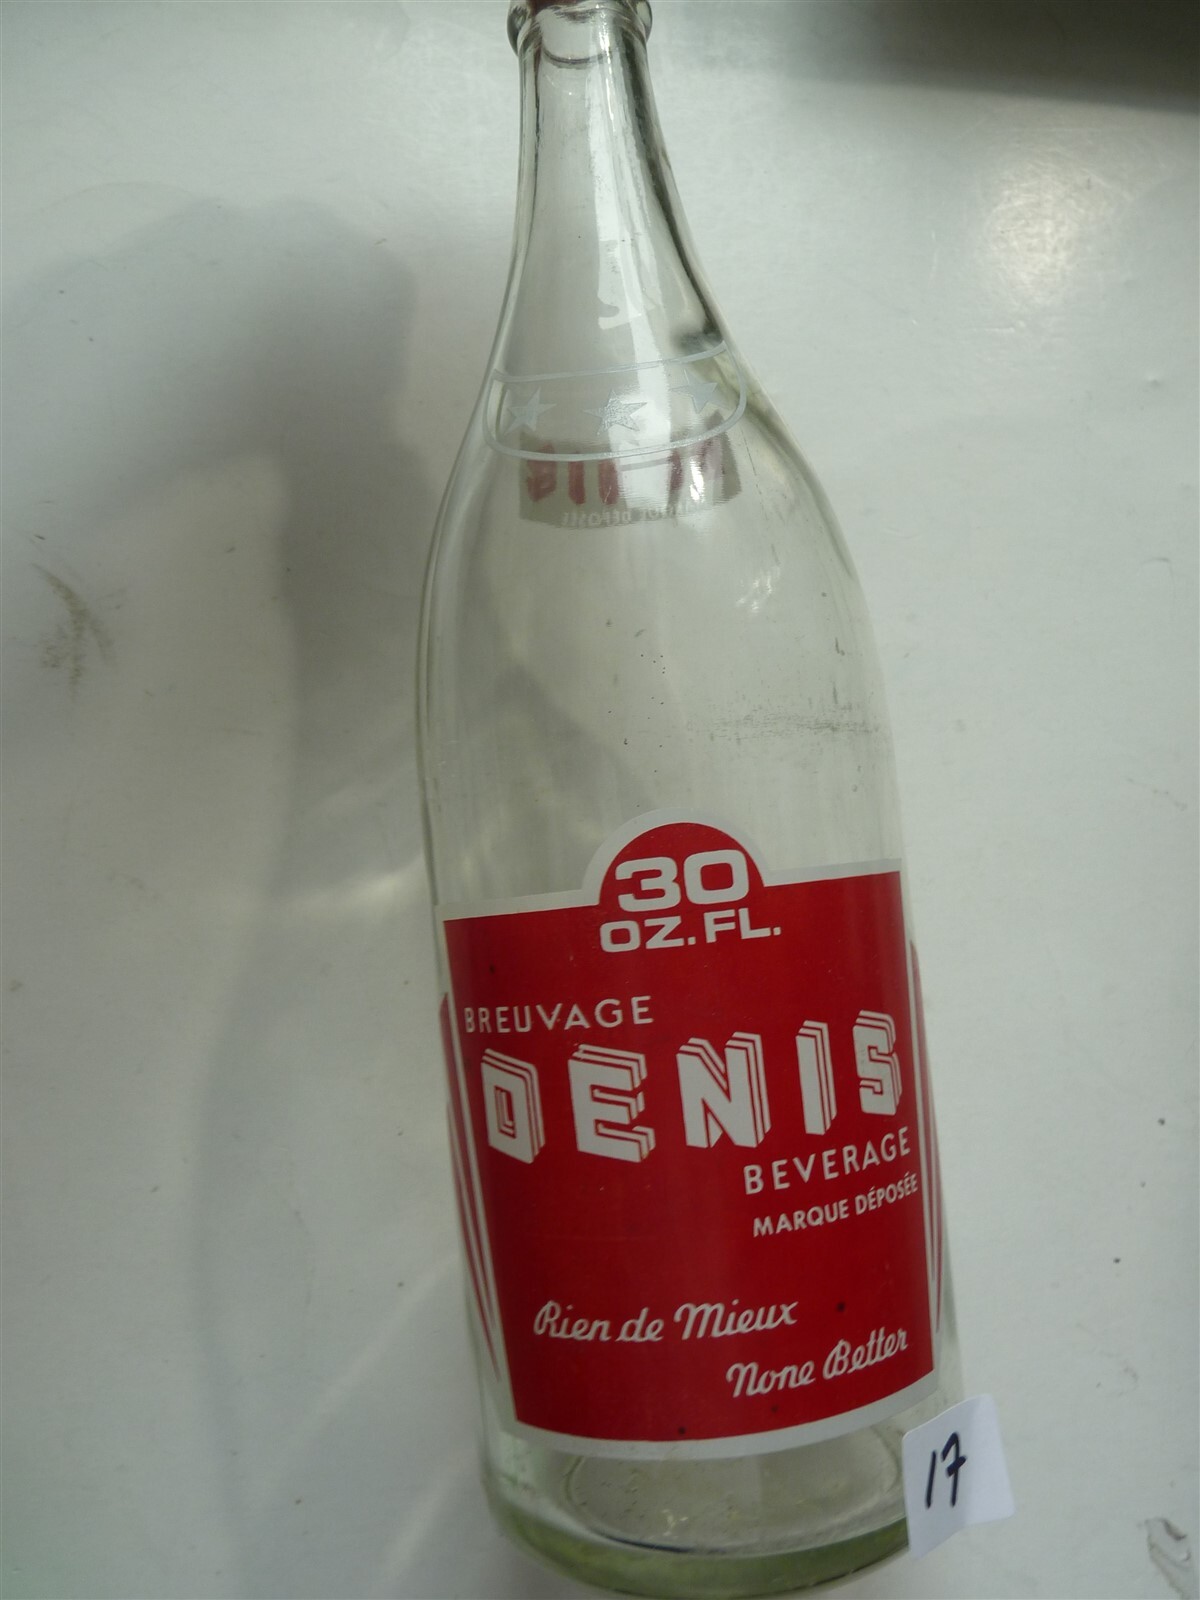 30
OZ. FL.
BREUVAGE
DENIS
BEVERAGE
MARQUE DÉPOSÉE
Rien de Mieux
None Better
17